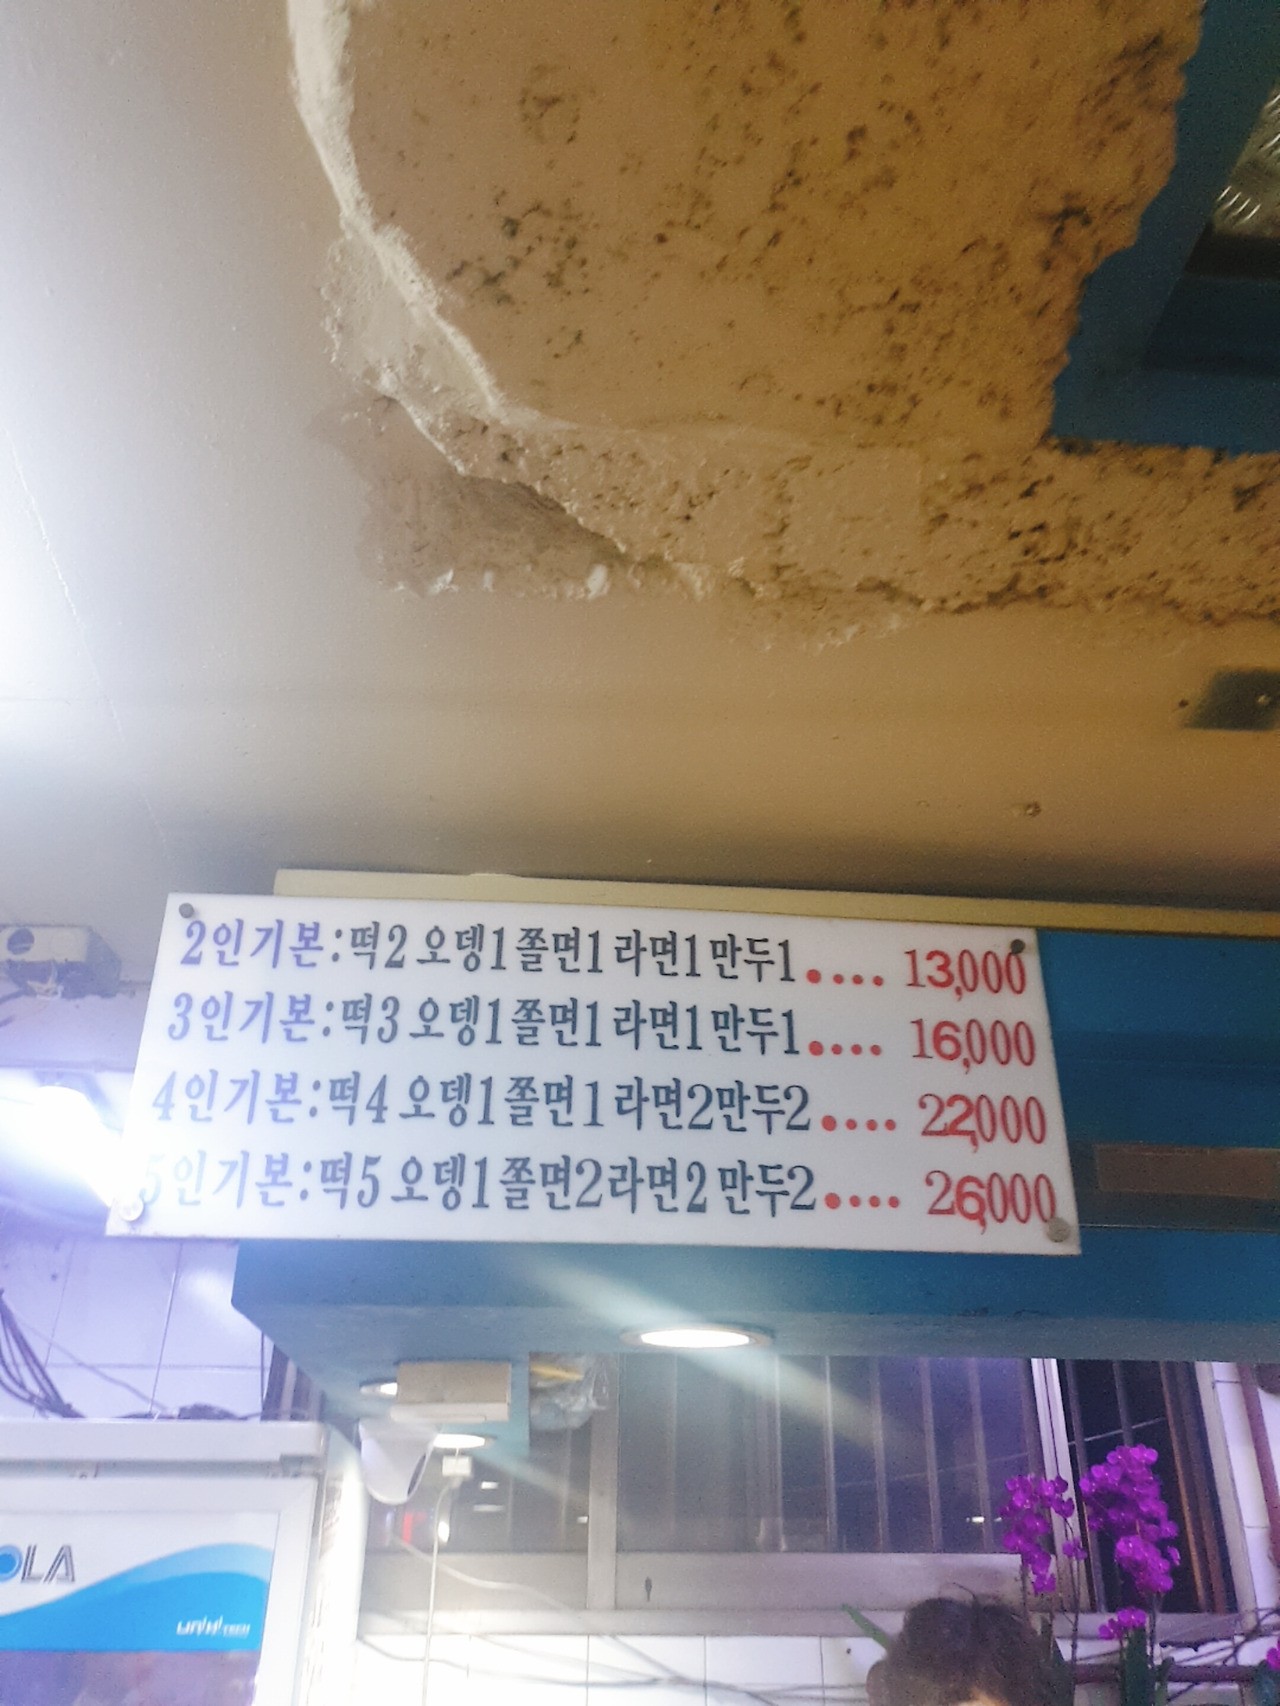 2인기본:떡2 오뎅1쫄면1 라면1만두1.... 13,000
3인기본:떡3 오뎅1쫄면1라면1만두1.... 16,000
4인기본:떡4 오뎅1쫄면1라면2만두2.... 22,000
5인기본:떡5 오뎅1쫄면2라면2 만두2.... 26,000
OLA